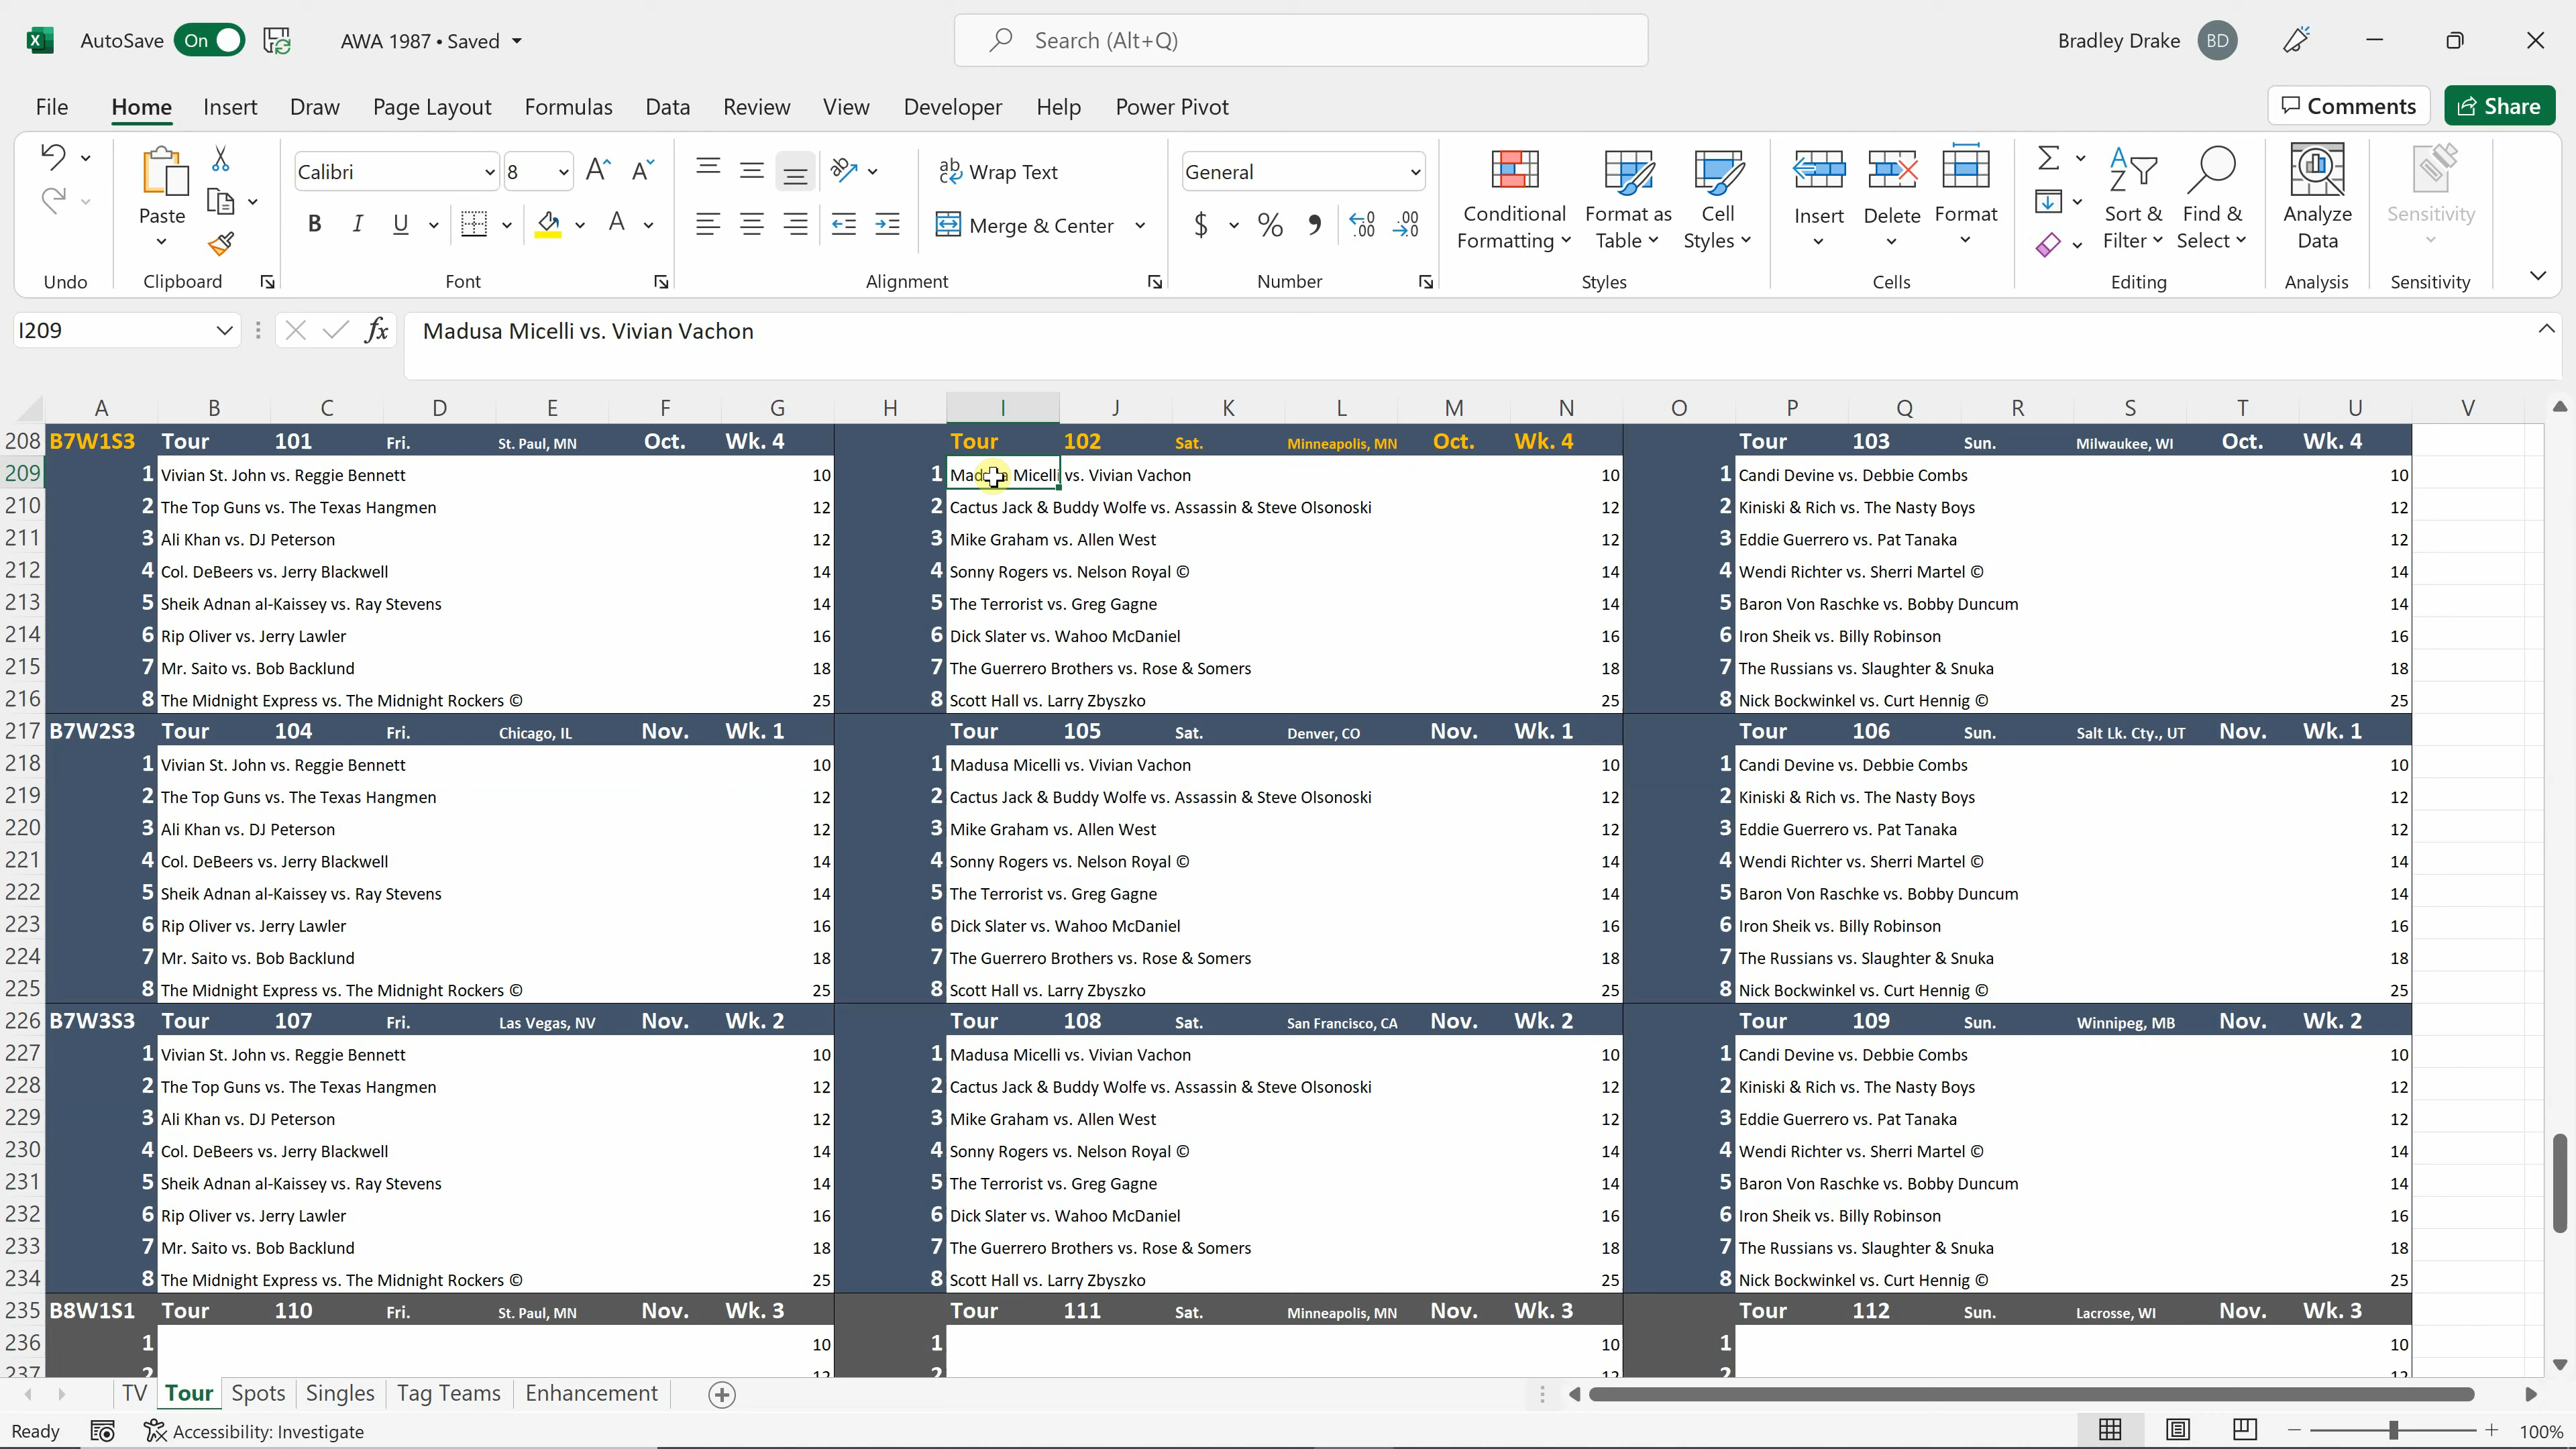 AutoSave On AWA 1987 • Saved Search (Alt+Q) Bradley Drake BD
File Home Insert Draw Page Layout Formulas Data Review View Developer Help Power Pivot Comments Share
Paste Calibri 8 Wrap Text General Conditional Formatting Format as Table Cell Styles Insert Delete Format Sort & Filter Find & Select Analyze Data Sensitivity
B I U Merge & Center $ %
Undo Clipboard Font Alignment Number Styles Cells Editing Analysis Sensitivity
I209 fx Madusa Micelli vs. Vivian Vachon
A B C D E F G H I J K L M N O P Q R S T U V
208 B7W1S3 Tour 101 Fri. St. Paul, MN Oct. Wk. 4 Tour 102 Sat. Minneapolis, MN Oct. Wk. 4 Tour 103 Sun. Milwaukee, WI Oct. Wk. 4
209 1 Vivian St. John vs. Reggie Bennett 10 1 Madusa Micelli vs. Vivian Vachon 10 1 Candi Devine vs. Debbie Combs 10
210 2 The Top Guns vs. The Texas Hangmen 12 2 Cactus Jack & Buddy Wolfe vs. Assassin & Steve Olsonoski 12 2 Kiniski & Rich vs. The Nasty Boys 12
211 3 Ali Khan vs. DJ Peterson 12 3 Mike Graham vs. Allen West 12 3 Eddie Guerrero vs. Pat Tanaka 12
212 4 Col. DeBeers vs. Jerry Blackwell 14 4 Sonny Rogers vs. Nelson Royal © 14 4 Wendi Richter vs. Sherri Martel © 14
213 5 Sheik Adnan al-Kaissey vs. Ray Stevens 14 5 The Terrorist vs. Greg Gagne 14 5 Baron Von Raschke vs. Bobby Duncum 14
214 6 Rip Oliver vs. Jerry Lawler 16 6 Dick Slater vs. Wahoo McDaniel 16 6 Iron Sheik vs. Billy Robinson 16
215 7 Mr. Saito vs. Bob Backlund 18 7 The Guerrero Brothers vs. Rose & Somers 18 7 The Russians vs. Slaughter & Snuka 18
216 8 The Midnight Express vs. The Midnight Rockers © 25 8 Scott Hall vs. Larry Zbyszko 25 8 Nick Bockwinkel vs. Curt Hennig © 25
217 B7W2S3 Tour 104 Fri. Chicago, IL Nov. Wk. 1 Tour 105 Sat. Denver, CO Nov. Wk. 1 Tour 106 Sun. Salt Lk. Cty., UT Nov. Wk. 1
218 1 Vivian St. John vs. Reggie Bennett 10 1 Madusa Micelli vs. Vivian Vachon 10 1 Candi Devine vs. Debbie Combs 10
219 2 The Top Guns vs. The Texas Hangmen 12 2 Cactus Jack & Buddy Wolfe vs. Assassin & Steve Olsonoski 12 2 Kiniski & Rich vs. The Nasty Boys 12
220 3 Ali Khan vs. DJ Peterson 12 3 Mike Graham vs. Allen West 12 3 Eddie Guerrero vs. Pat Tanaka 12
221 4 Col. DeBeers vs. Jerry Blackwell 14 4 Sonny Rogers vs. Nelson Royal © 14 4 Wendi Richter vs. Sherri Martel © 14
222 5 Sheik Adnan al-Kaissey vs. Ray Stevens 14 5 The Terrorist vs. Greg Gagne 14 5 Baron Von Raschke vs. Bobby Duncum 14
223 6 Rip Oliver vs. Jerry Lawler 16 6 Dick Slater vs. Wahoo McDaniel 16 6 Iron Sheik vs. Billy Robinson 16
224 7 Mr. Saito vs. Bob Backlund 18 7 The Guerrero Brothers vs. Rose & Somers 18 7 The Russians vs. Slaughter & Snuka 18
225 8 The Midnight Express vs. The Midnight Rockers © 25 8 Scott Hall vs. Larry Zbyszko 25 8 Nick Bockwinkel vs. Curt Hennig © 25
226 B7W3S3 Tour 107 Fri. Las Vegas, NV Nov. Wk. 2 Tour 108 Sat. San Francisco, CA Nov. Wk. 2 Tour 109 Sun. Winnipeg, MB Nov. Wk. 2
227 1 Vivian St. John vs. Reggie Bennett 10 1 Madusa Micelli vs. Vivian Vachon 10 1 Candi Devine vs. Debbie Combs 10
228 2 The Top Guns vs. The Texas Hangmen 12 2 Cactus Jack & Buddy Wolfe vs. Assassin & Steve Olsonoski 12 2 Kiniski & Rich vs. The Nasty Boys 12
229 3 Ali Khan vs. DJ Peterson 12 3 Mike Graham vs. Allen West 12 3 Eddie Guerrero vs. Pat Tanaka 12
230 4 Col. DeBeers vs. Jerry Blackwell 14 4 Sonny Rogers vs. Nelson Royal © 14 4 Wendi Richter vs. Sherri Martel © 14
231 5 Sheik Adnan al-Kaissey vs. Ray Stevens 14 5 The Terrorist vs. Greg Gagne 14 5 Baron Von Raschke vs. Bobby Duncum 14
232 6 Rip Oliver vs. Jerry Lawler 16 6 Dick Slater vs. Wahoo McDaniel 16 6 Iron Sheik vs. Billy Robinson 16
233 7 Mr. Saito vs. Bob Backlund 18 7 The Guerrero Brothers vs. Rose & Somers 18 7 The Russians vs. Slaughter & Snuka 18
234 8 The Midnight Express vs. The Midnight Rockers © 25 8 Scott Hall vs. Larry Zbyszko 25 8 Nick Bockwinkel vs. Curt Hennig © 25
235 B8W1S1 Tour 110 Fri. St. Paul, MN Nov. Wk. 3 Tour 111 Sat. Minneapolis, MN Nov. Wk. 3 Tour 112 Sun. Lacrosse, WI Nov. Wk. 3
236 1 10 1 10 1 10
237 2 12 2 12 2 12
TV Tour Spots Singles Tag Teams Enhancement
Ready Accessibility: Investigate 100%